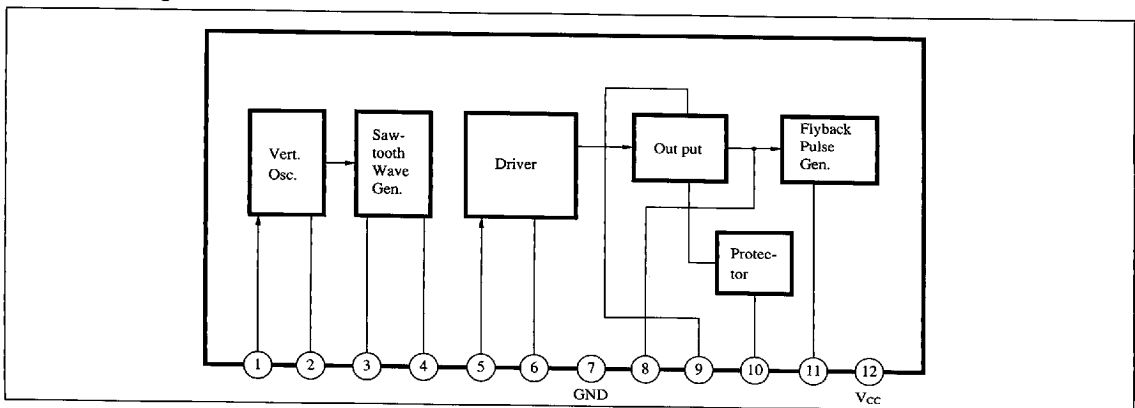 Vert.
Osc.
Saw-
tooth
Wave
Gen.
Driver
Out put
Flyback
Pulse
Gen.
Protec-
tor
1
2
3
4
5
6
7
8
9
10
11
12
GND
VCC